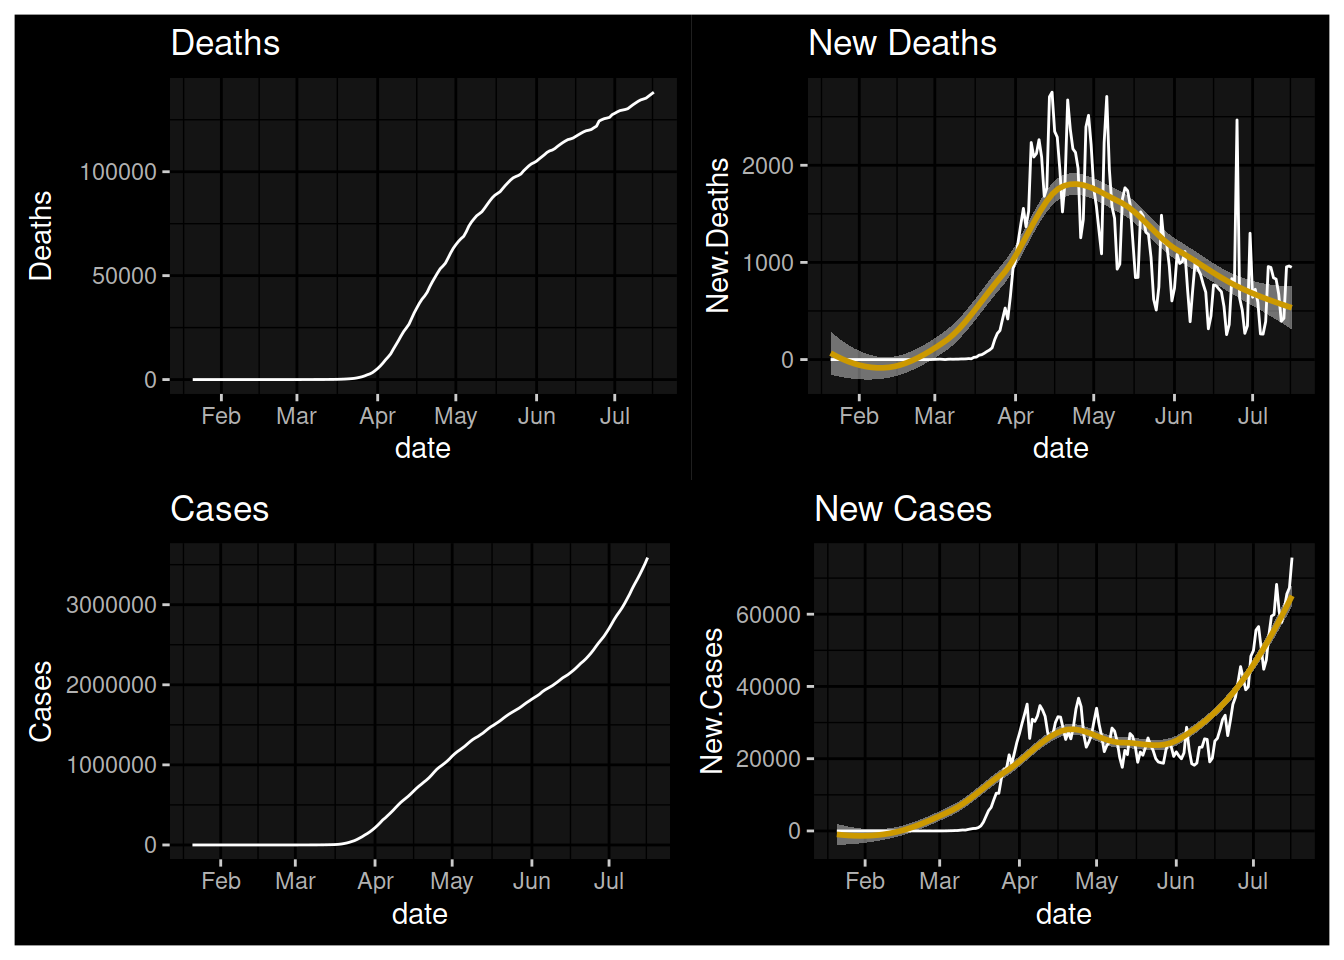 Deaths
Deaths
100000
50000
0
Feb Mar Apr May Jun Jul
date
New Deaths
New.Deaths
2000
1000
0
Feb Mar Apr May Jun Jul
date
Cases
Cases
3000000
2000000
1000000
0
Feb Mar Apr May Jun Jul
date
New Cases
New.Cases
60000
40000
20000
0
Feb Mar Apr May Jun Jul
date